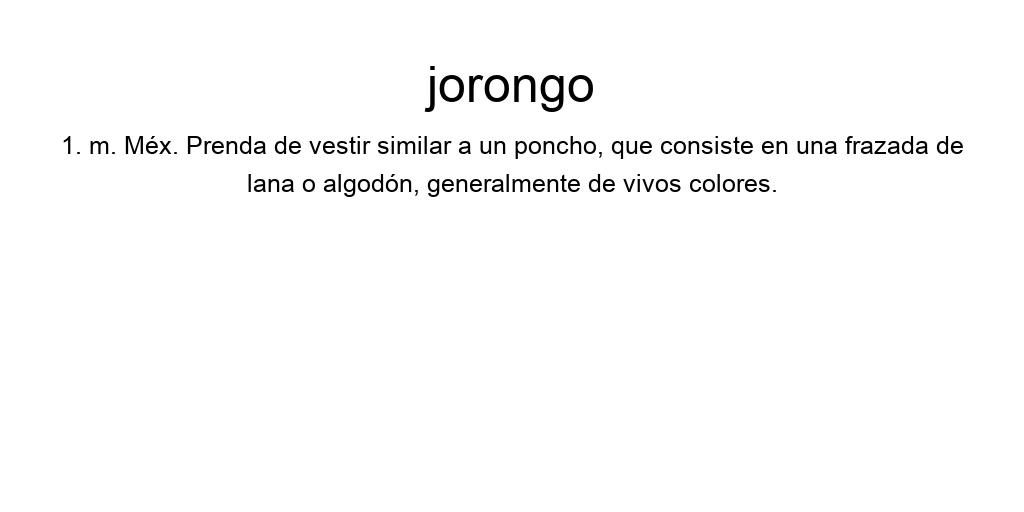 jorongo
1. m. Méx. Prenda de vestir similar a un poncho, que consiste en una frazada de
lana o algodón, generalmente de vivos colores.